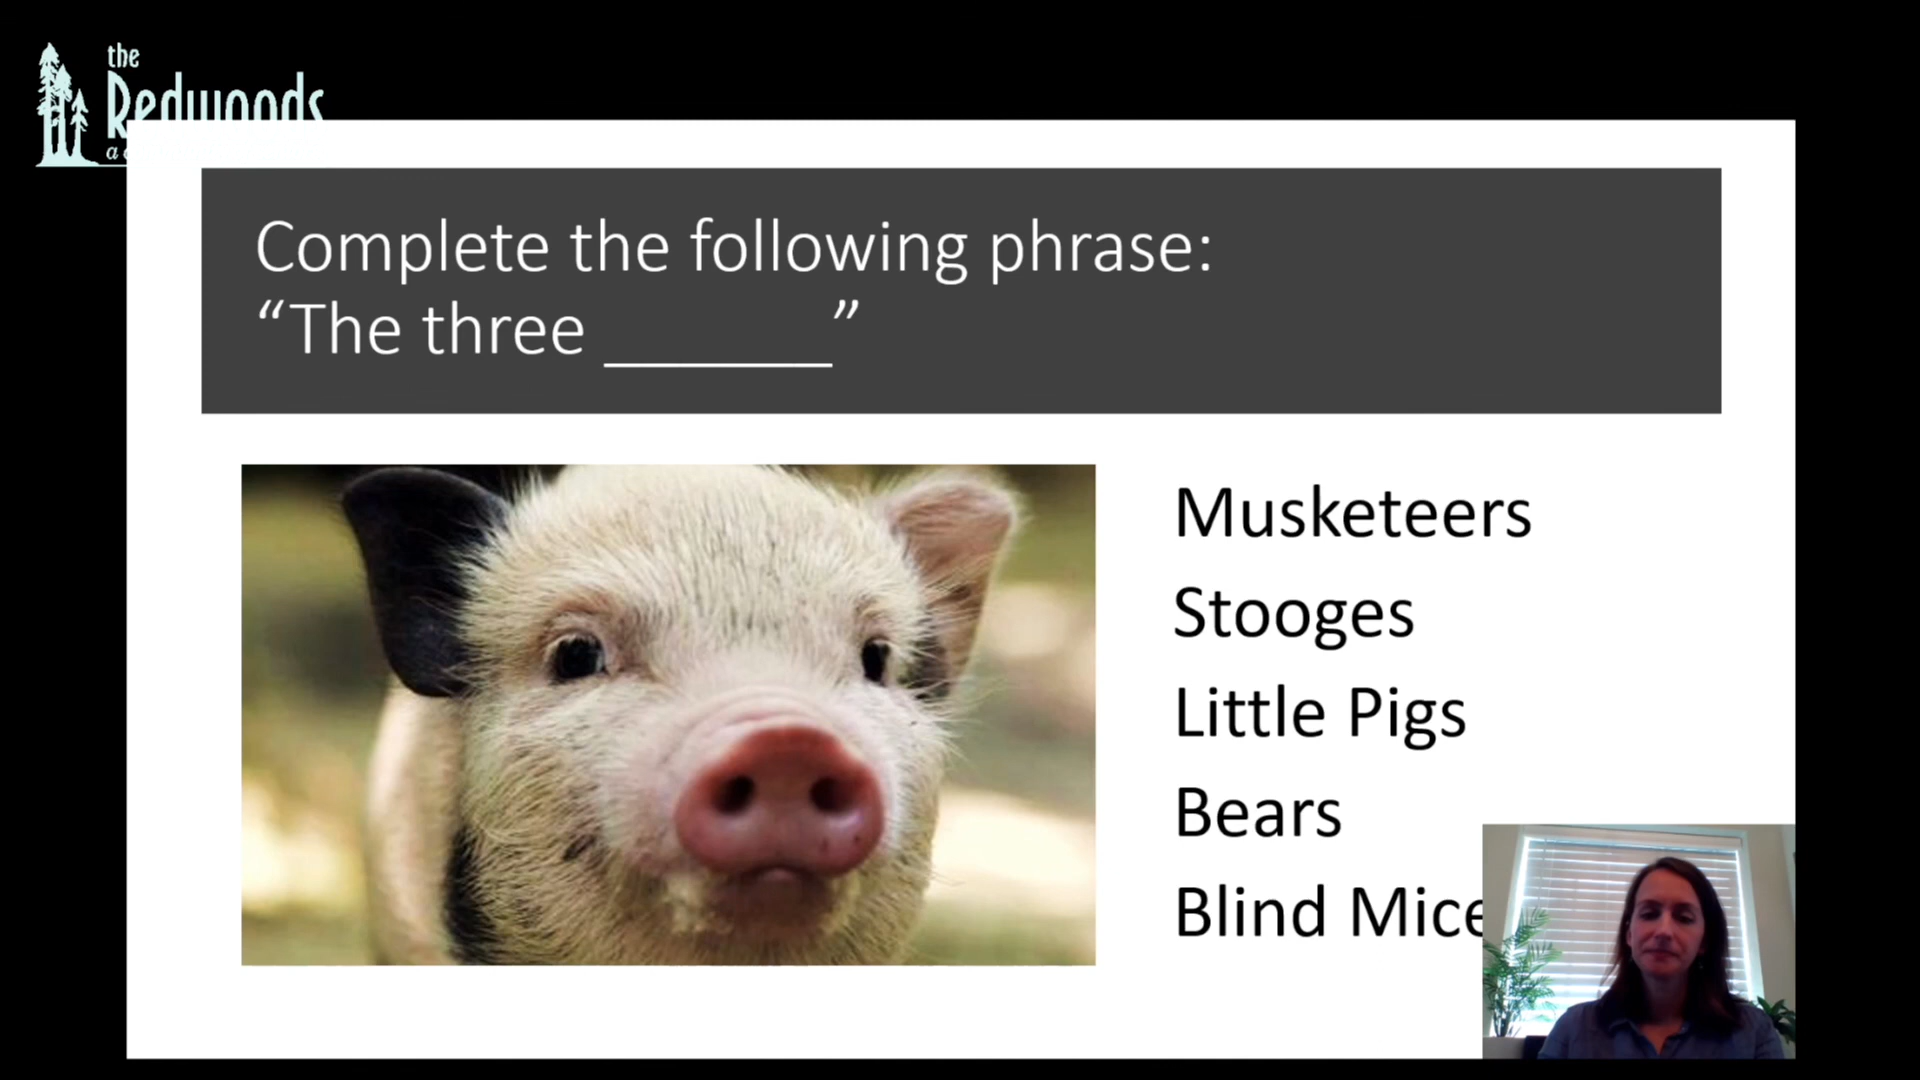 the
Redwoods
Complete the following phrase:
“The three _______”
Musketeers
Stooges
Little Pigs
Bears
Blind Mice